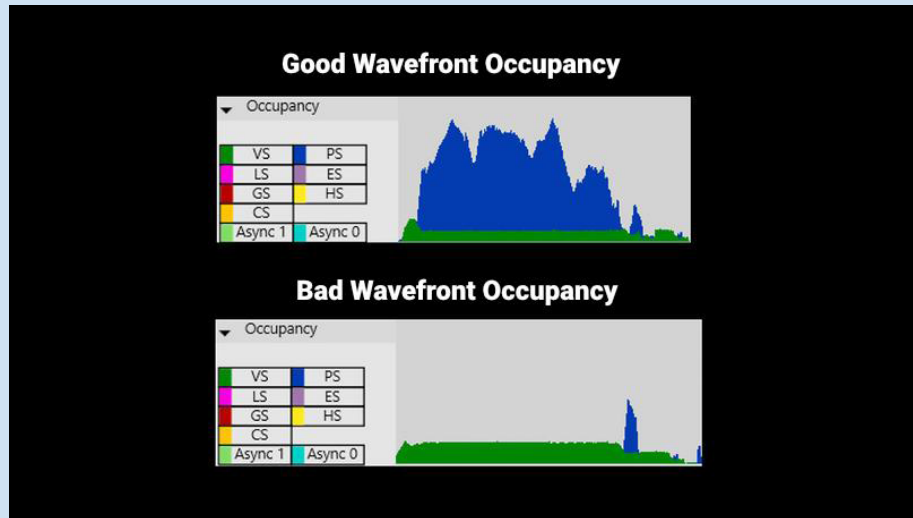 Good Wavefront Occupancy
Occupancy
VS PS
LS ES
GS HS
CS
Async 1 Async 0
Bad Wavefront Occupancy
Occupancy
VS PS
LS ES
GS HS
CS
Async 1 Async 0